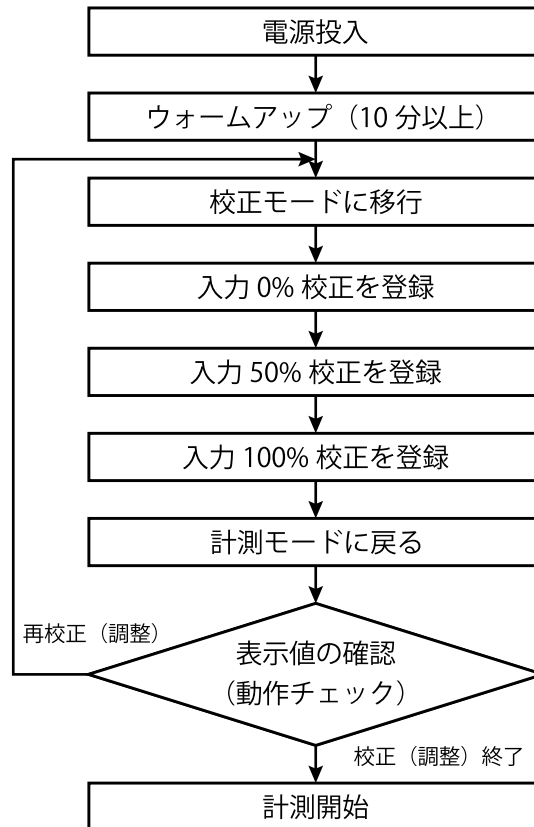 電源投入
ウォームアップ（10 分以上）
校正モードに移行
入力 0% 校正を登録
入力 50% 校正を登録
入力 100% 校正を登録
計測モードに戻る
再校正（調整）
表示値の確認
（動作チェック）
校正（調整）終了
計測開始